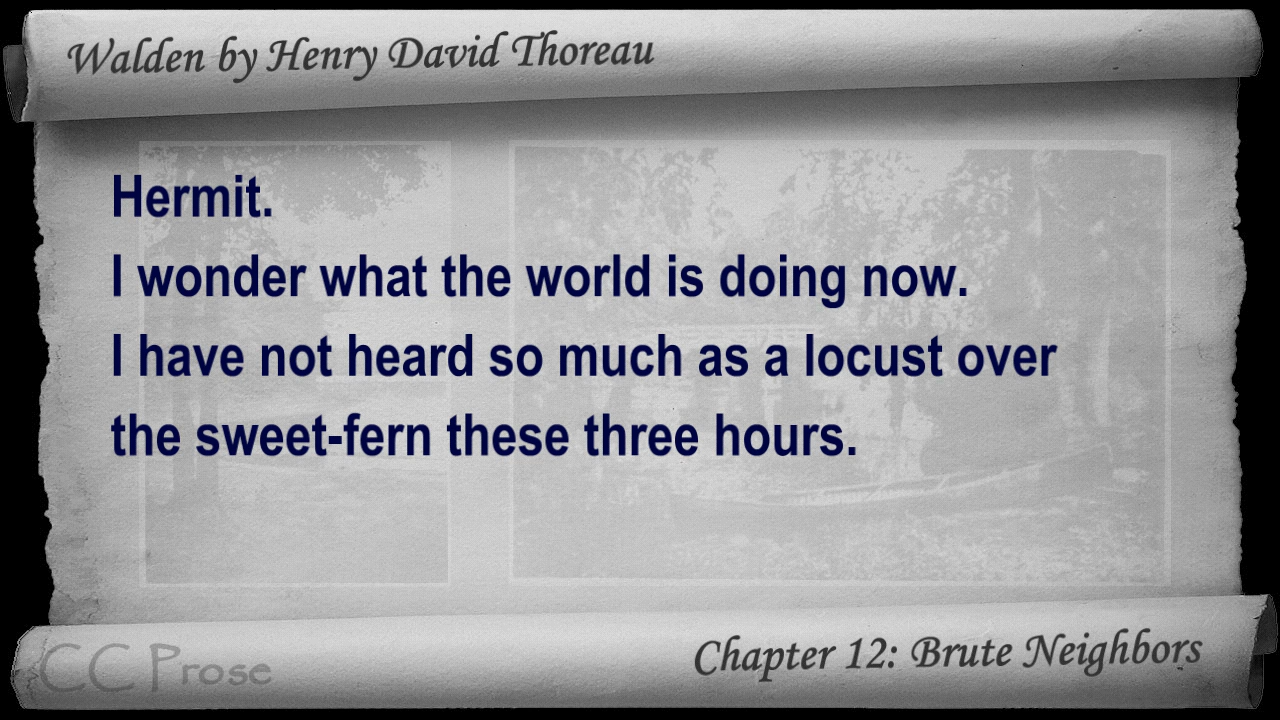 Walden by Henry David Thoreau
Hermit.
I wonder what the world is doing now.
I have not heard so much as a locust over
the sweet-fern these three hours.
CC Prose
Chapter 12: Brute Neighbors